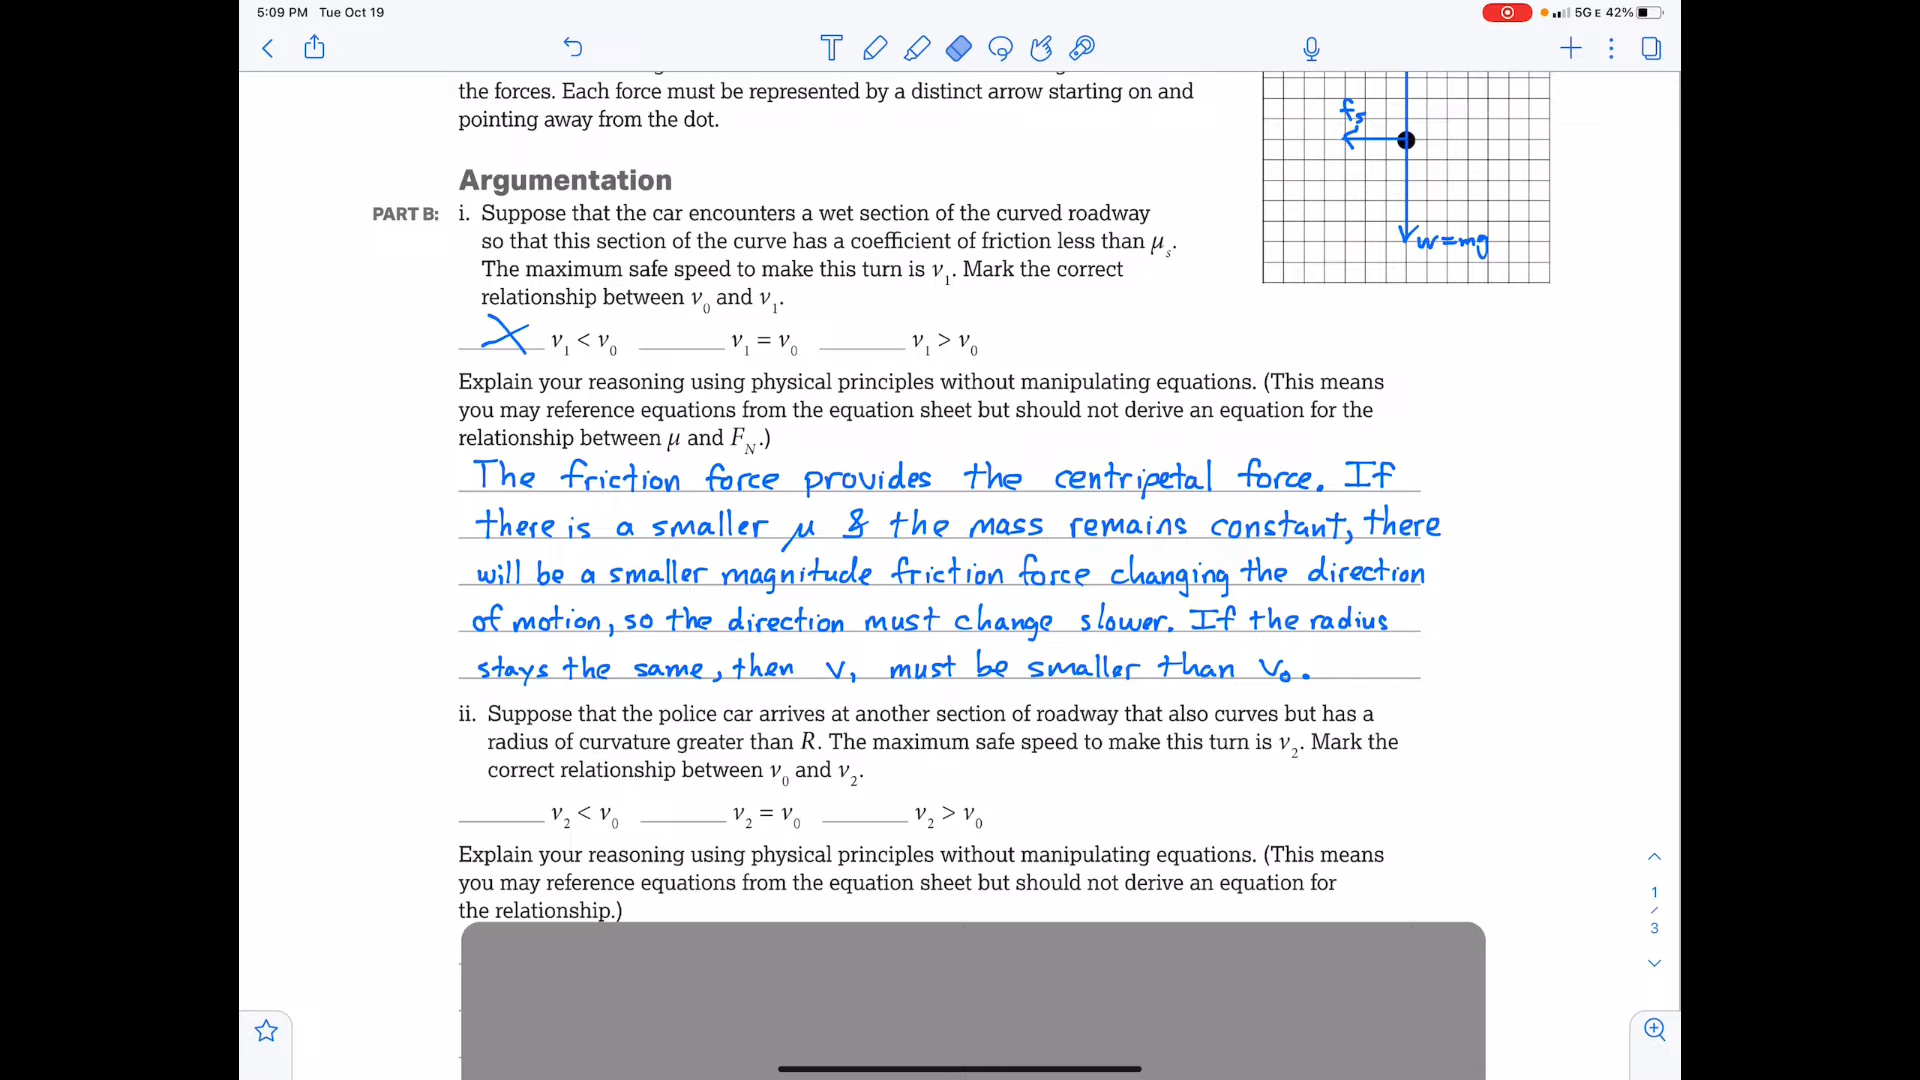 5:09 PM Tue Oct 19
5G E 42%
the forces. Each force must be represented by a distinct arrow starting on and
pointing away from the dot.
fs
w=mg
Argumentation
PART B: i. Suppose that the car encounters a wet section of the curved roadway
so that this section of the curve has a coefficient of friction less than μs.
The maximum safe speed to make this turn is v1. Mark the correct
relationship between v0 and v1.
X v1 < v0 v1 = v0 v1 > v0
Explain your reasoning using physical principles without manipulating equations. (This means
you may reference equations from the equation sheet but should not derive an equation for the
relationship between μ and FN.)
The friction force provides the centripetal force. If
there is a smaller μ & the mass remains constant, there
will be a smaller magnitude friction force changing the direction
of motion, so the direction must change slower. If the radius
stays the same, then v1 must be smaller than v0.
ii. Suppose that the police car arrives at another section of roadway that also curves but has a
radius of curvature greater than R. The maximum safe speed to make this turn is v2. Mark the
correct relationship between v0 and v2.
v2 < v0 v2 = v0 v2 > v0
Explain your reasoning using physical principles without manipulating equations. (This means
you may reference equations from the equation sheet but should not derive an equation for
the relationship.)
1
/
3